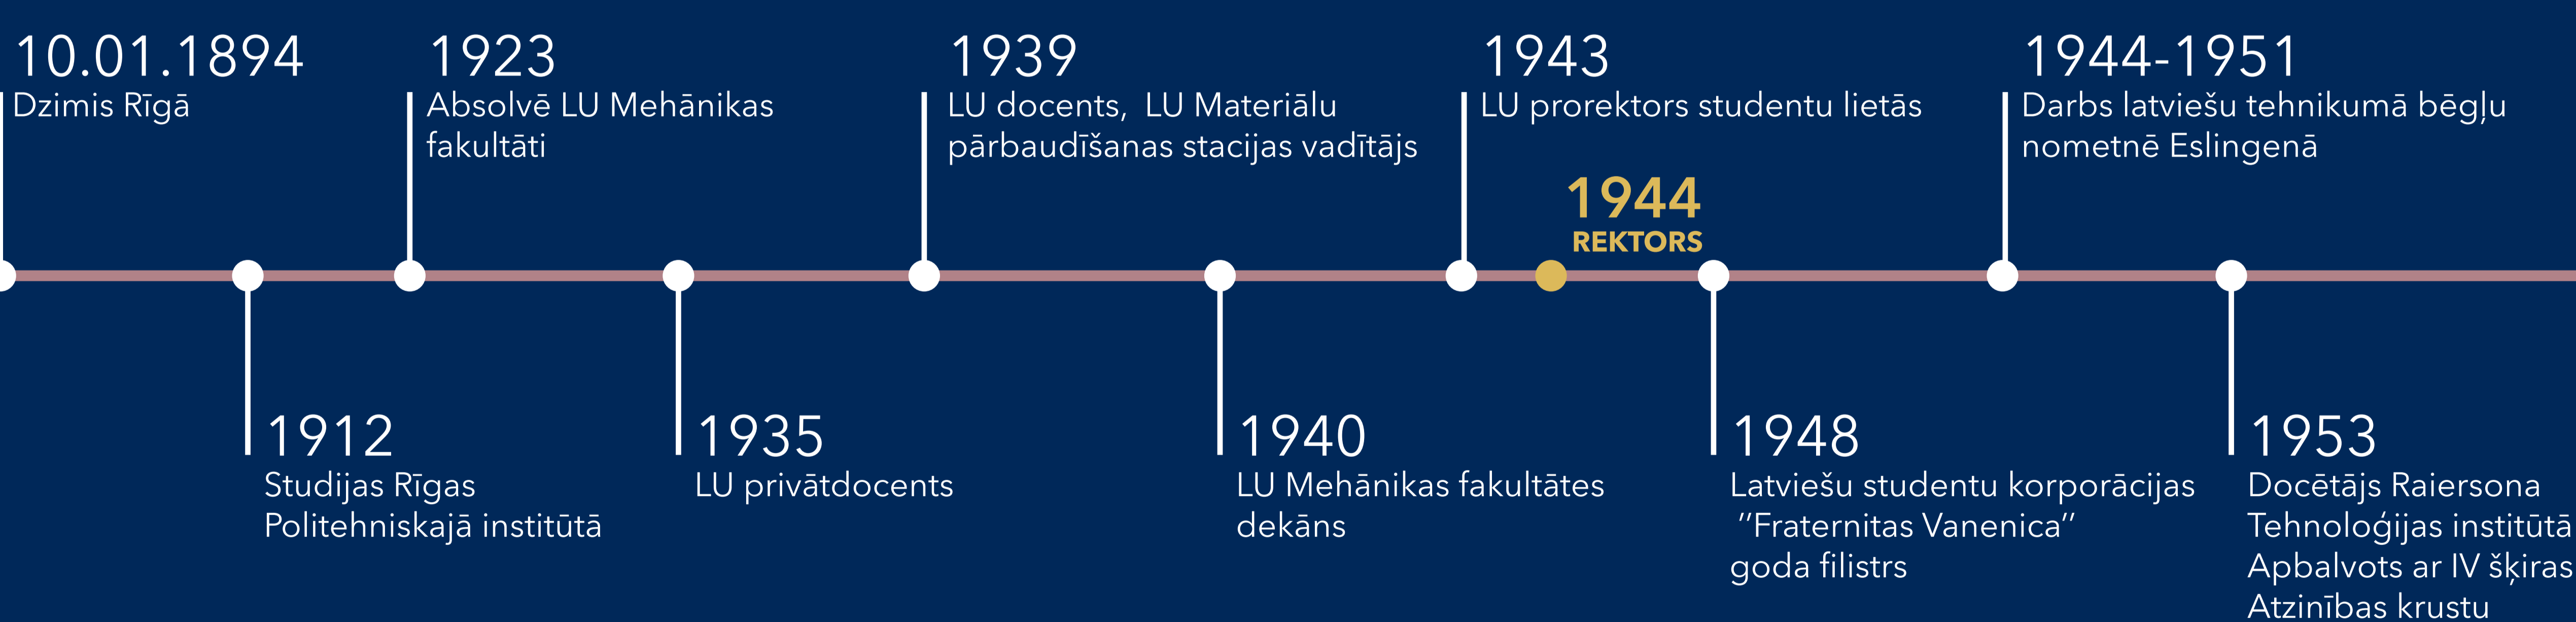 10.01.1894
Dzimis Rīgā
1912
Studijas Rīgas
Politehniskajā institūtā
1923
Absolvē LU Mehānikas
fakultāti
1935
LU privātdocents
1939
LU docents,  LU Materiālu
pārbaudīšanas stacijas vadītājs
1940
LU Mehānikas fakultātes
dekāns
1943
LU prorektors studentu lietās
1944
REKTORS
1948
Latviešu studentu korporācijas
"Fraternitas Vanenica"
goda filistrs
1944-1951
Darbs latviešu tehnikumā bēgļu
nometnē Eslingenā
1953
Docētājs Raiersona
Tehnoloģijas institūtā
Apbalvots ar IV šķiras
Atzinības krustu